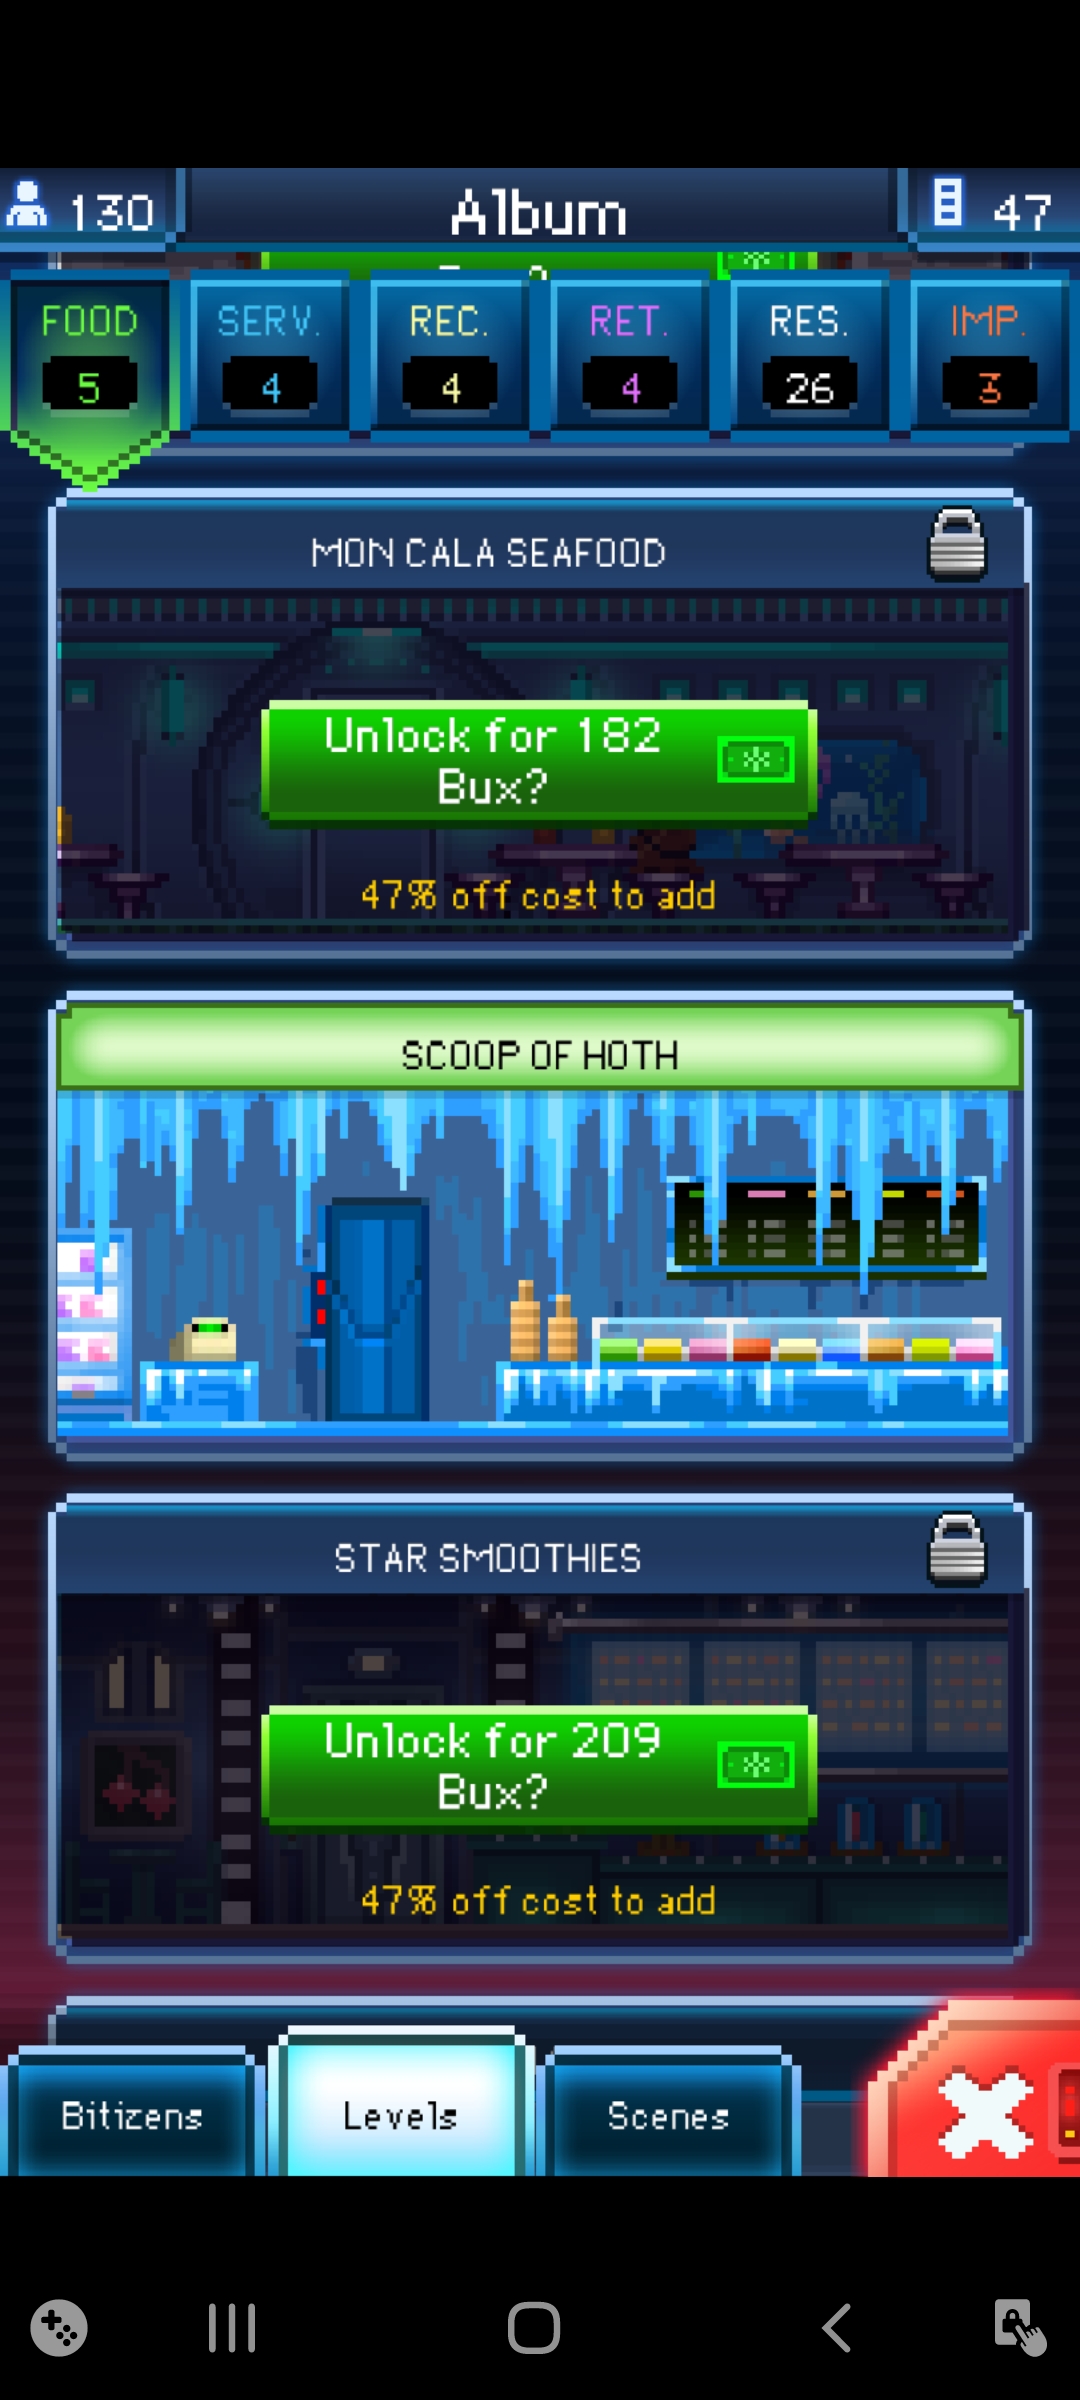 130
Album
47
FOOD
5
SERV.
4
REC.
4
RET.
4
RES.
26
IMP.
3
MON CALA SEAFOOD
Unlock for 182
Bux?
47% off cost to add
SCOOP OF HOTH
STAR SMOOTHIES
Unlock for 209
Bux?
47% off cost to add
Bitizens
Levels
Scenes